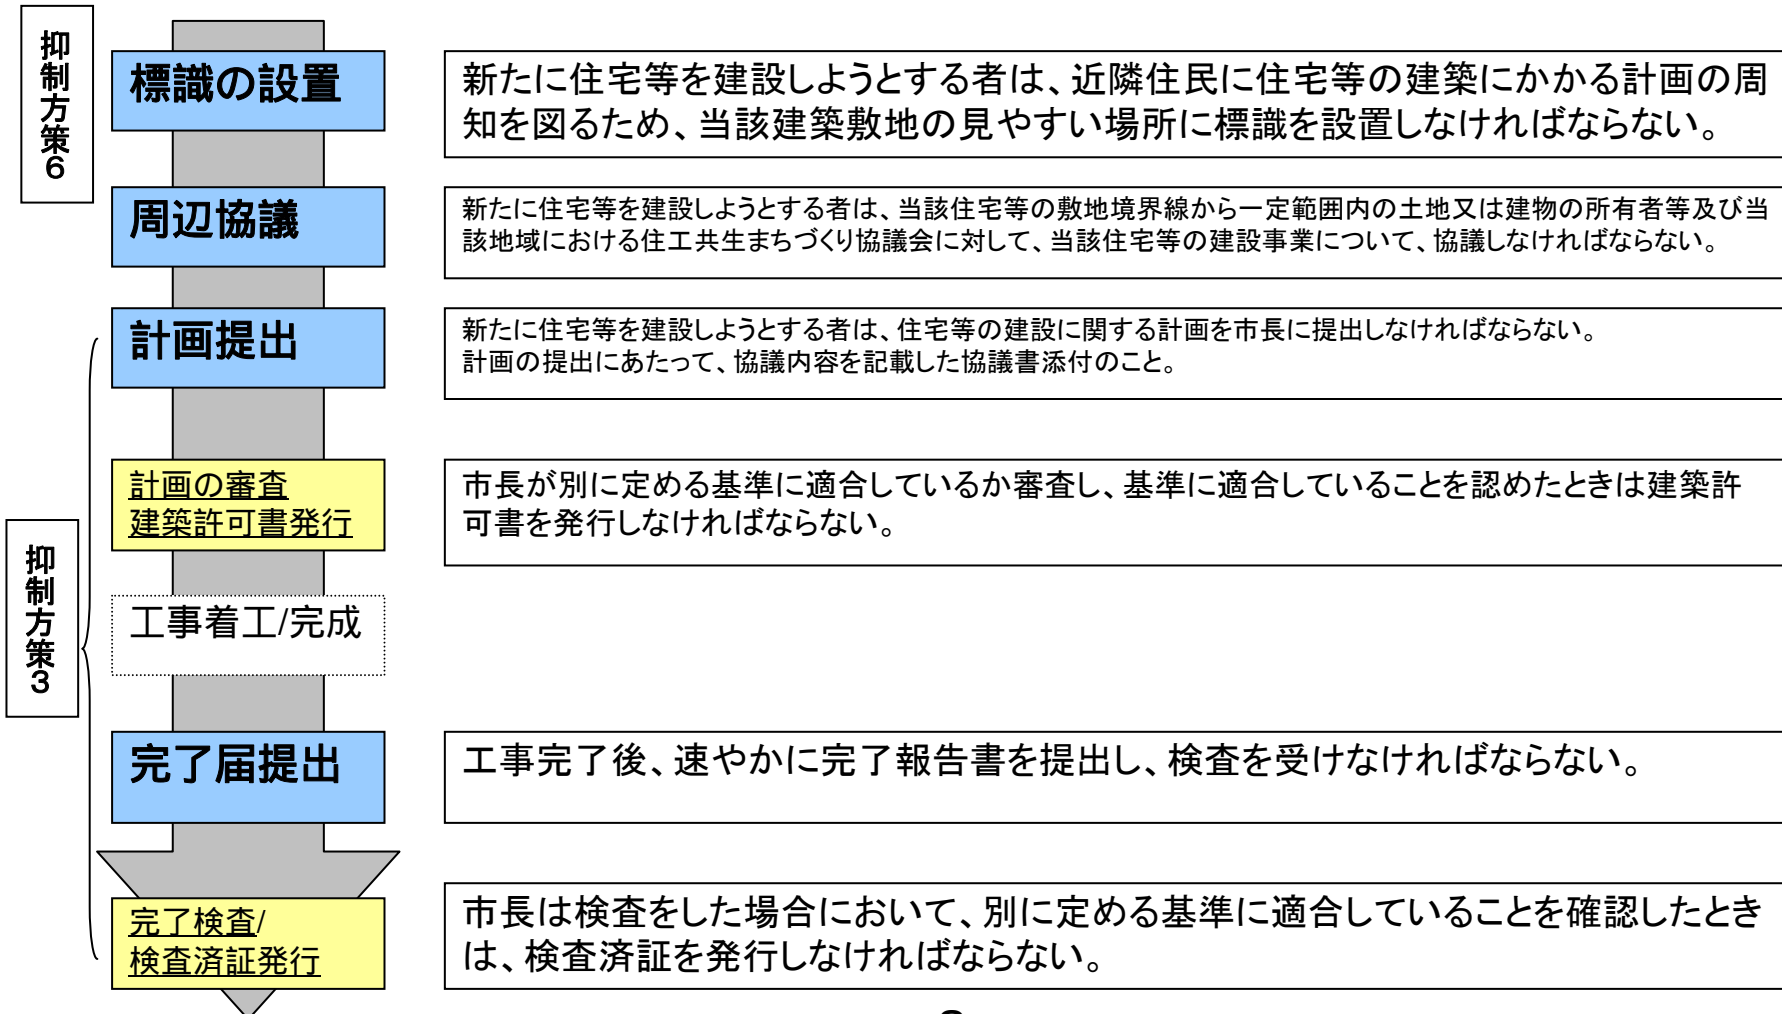 抑制方策6
標識の設置
新たに住宅等を建設しようとする者は、近隣住民に住宅等の建築にかかる計画の周
知を図るため、当該建築敷地の見やすい場所に標識を設置しなければならない。
周辺協議
新たに住宅等を建設しようとする者は、当該住宅等の敷地境界線から一定範囲内の土地又は建物の所有者等及び当
該地域における住工共生まちづくり協議会に対して、当該住宅等の建設事業について、協議しなければならない。
計画提出
新たに住宅等を建設しようとする者は、住宅等の建設に関する計画を市長に提出しなければならない。
計画の提出にあたって、協議内容を記載した協議書添付のこと。
抑制方策3
計画の審査
建築許可書発行
市長が別に定める基準に適合しているか審査し、基準に適合していることを認めたときは建築許
可書を発行しなければならない。
工事着工/完成
完了届提出
工事完了後、速やかに完了報告書を提出し、検査を受けなければならない。
完了検査/
検査済証発行
市長は検査をした場合において、別に定める基準に適合していることを確認したとき
は、検査済証を発行しなければならない。